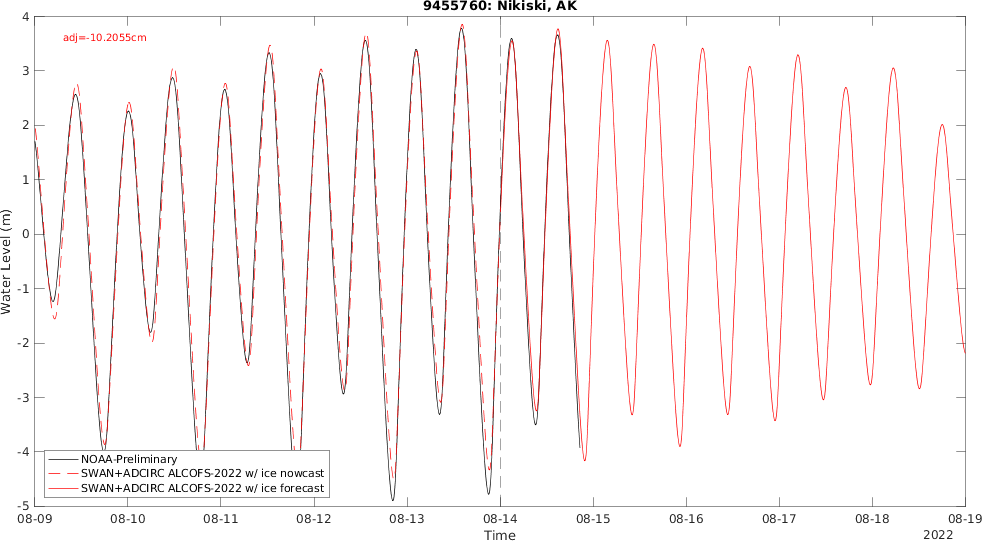 9455760: Nikiski, AK
adj=-10.2055cm
Water Level (m)
4
3
2
1
0
-1
-2
-3
-4
-5
NOAA-Preliminary
SWAN+ADCIRC ALCOFS-2022 w/ ice nowcast
SWAN+ADCIRC ALCOFS-2022 w/ ice forecast
08-09 08-10 08-11 08-12 08-13 08-14 08-15 08-16 08-17 08-18 08-19
Time
2022